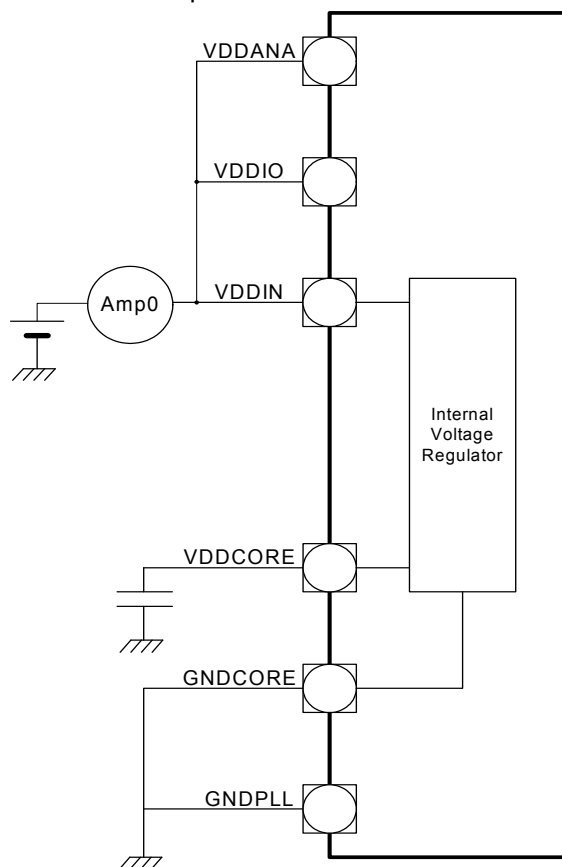 VDDANA
VDDIO
Amp0
VDDIN
Internal
Voltage
Regulator
VDDCORE
GNDCORE
GNDPLL